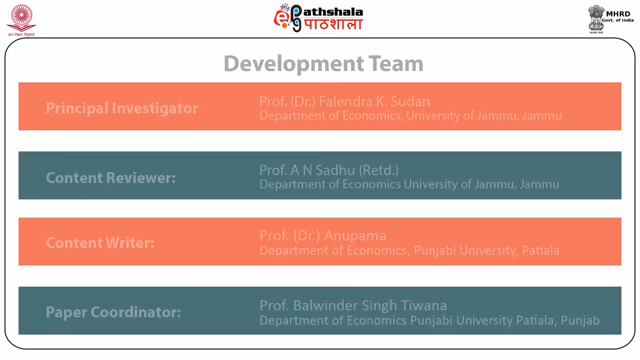 ePathshala
पाठशाला
MHRD
Govt. of India
Development Team
Principal Investigator
Prof. (Dr.) Falendra K. Sudan
Department of Economics, University of Jammu, Jammu
Content Reviewer:
Prof. A N Sadhu (Retd.)
Department of Economics University of Jammu, Jammu
Content Writer:
Prof. (Dr.) Anupama
Department of Economics, Punjabi University, Patiala
Paper Coordinator:
Prof. Balwinder Singh Tiwana
Department of Economics Punjabi University Patiala, Punjab